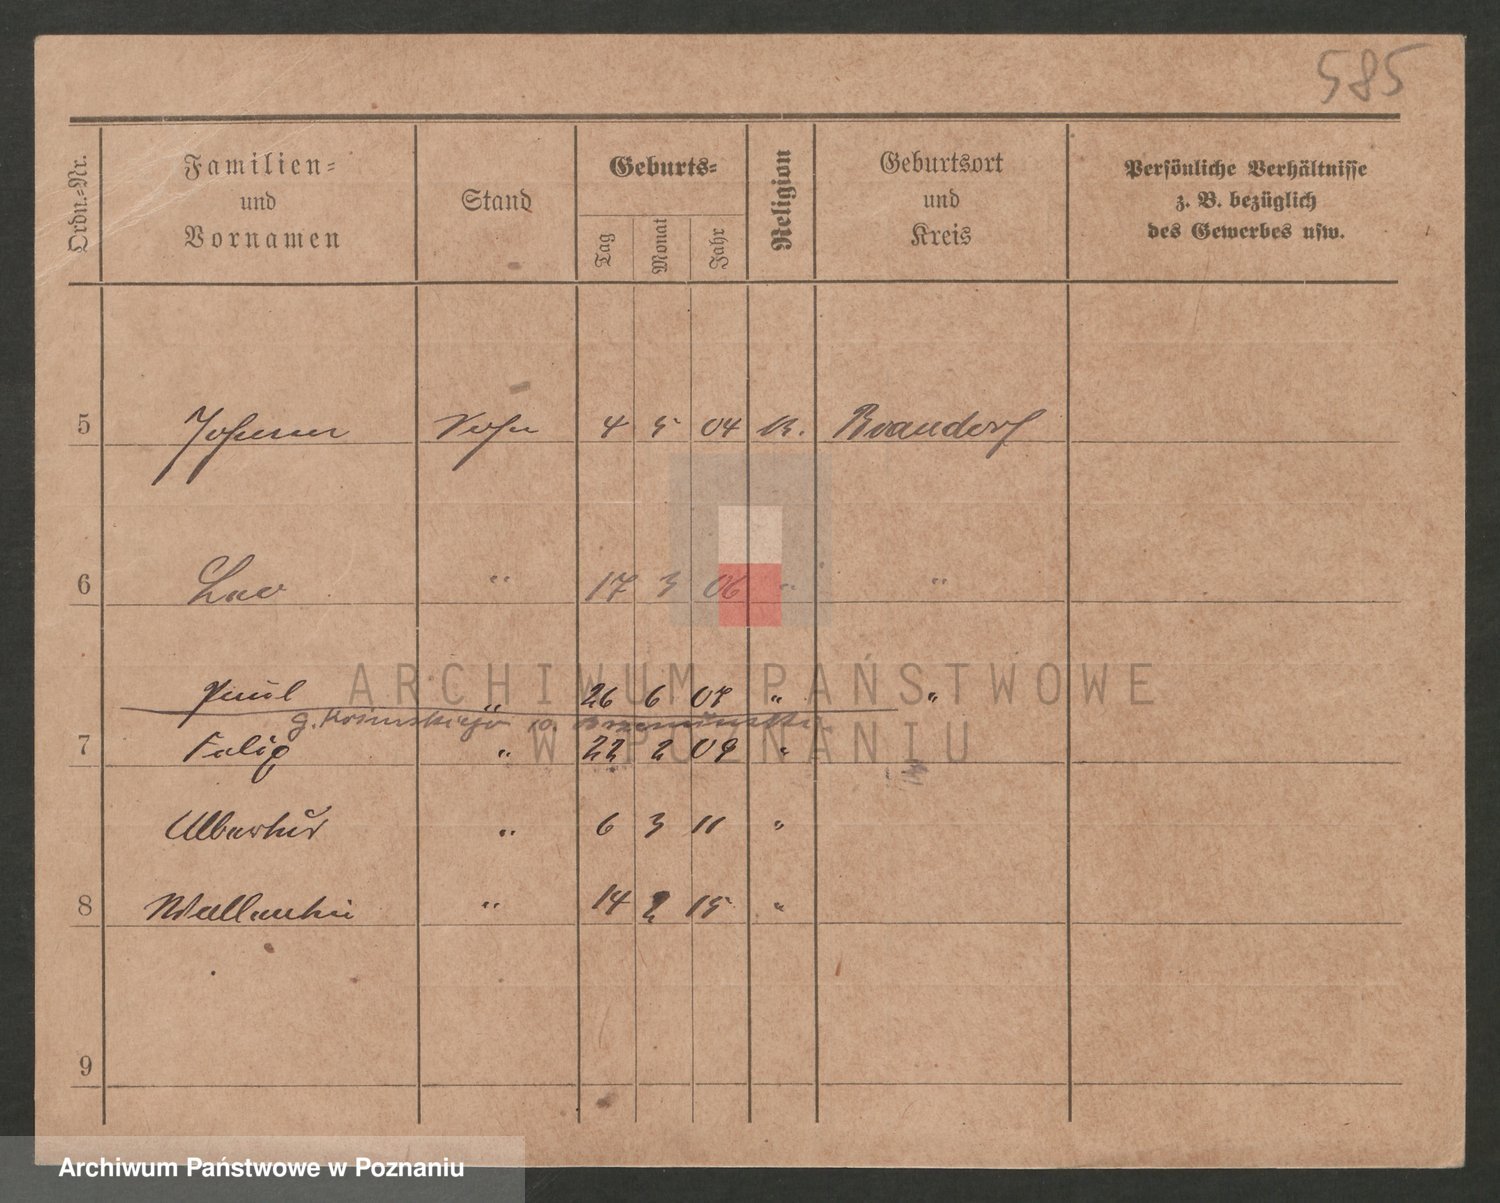 585
Ordn.-Nr.
Familien-
und
Vornamen
Stand
Geburts-
Tag
Monat
Jahr
Religion
Geburtsort
und
Kreis
Persönliche Verhältnisse
z. B. bezüglich
des Gewerbes usw.
5 Johann Sohn 4 5 04 K. Brandorf
6 Leo " 17 3 06 " "
Paul " 26 6 07 " "
7 Felix " 22 2 09 "
" 6 3 11 "
8 " 14 2 15 "
9
ARCHIWUM PAŃSTWOWE
W POZNANIU
Archiwum Państwowe w Poznaniu